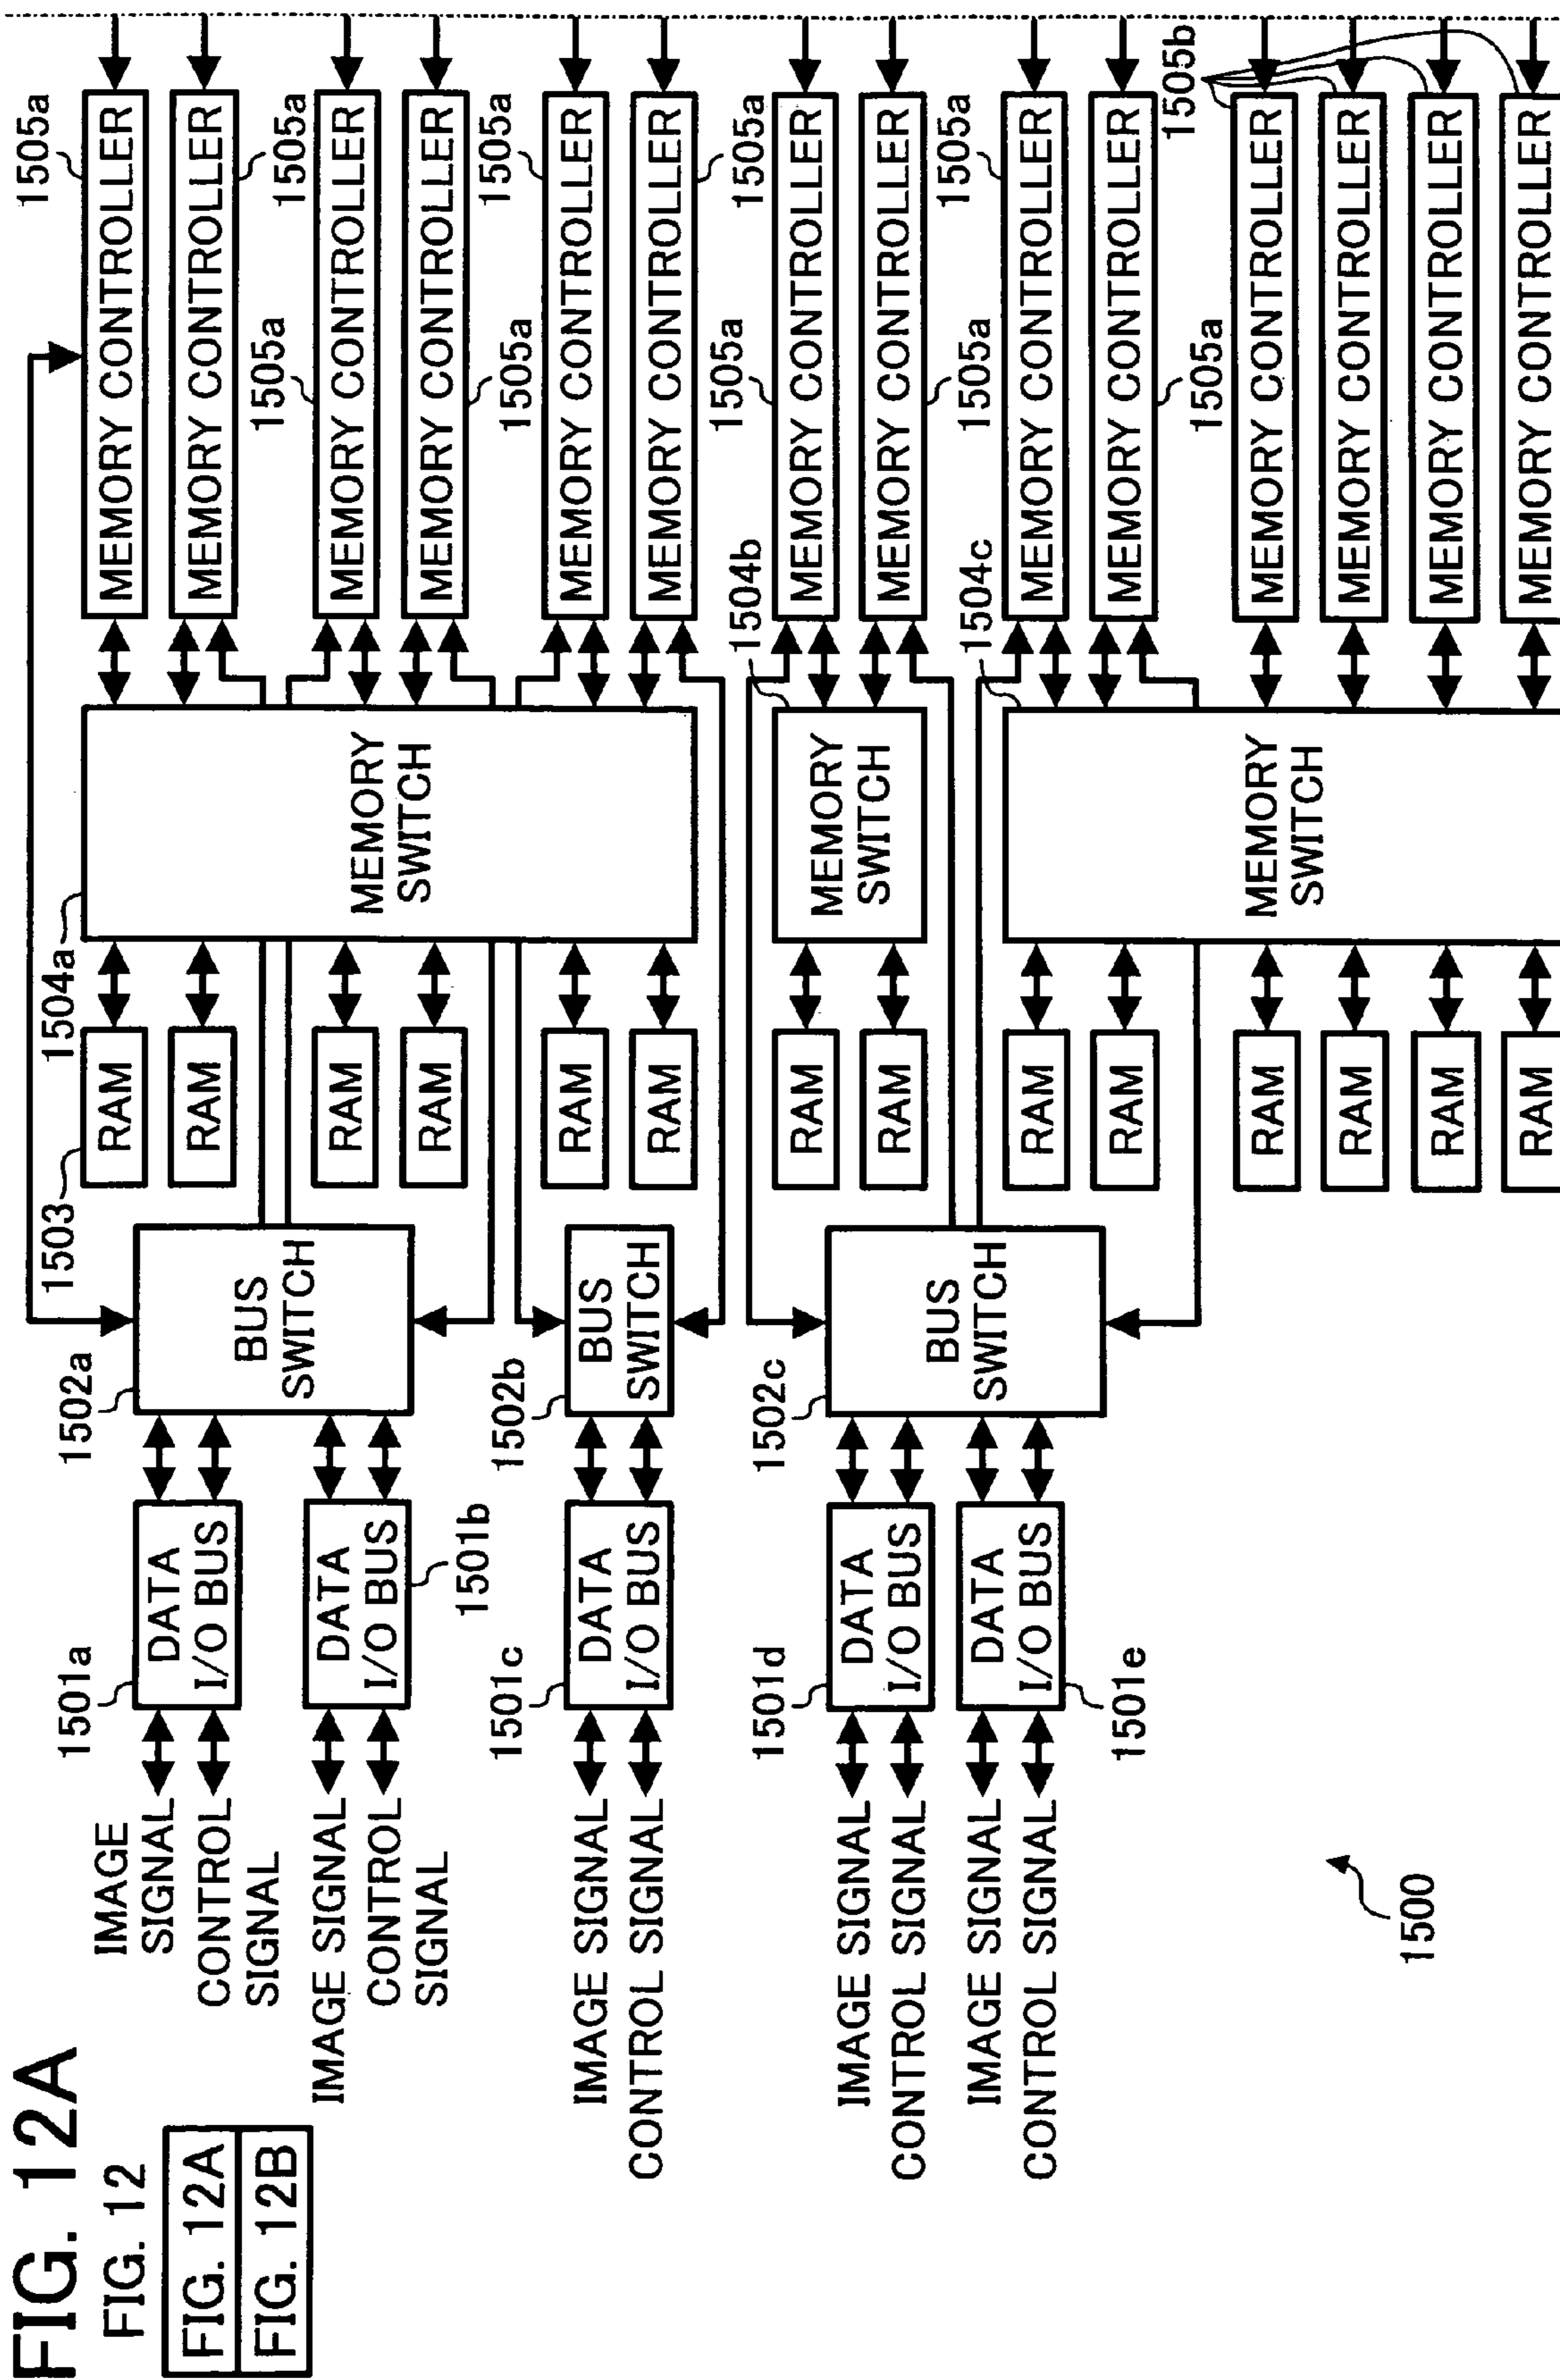 FIG. 12A
FIG. 12
FIG. 12A
FIG. 12B
IMAGE
SIGNAL
CONTROL
SIGNAL
IMAGE SIGNAL
CONTROL
SIGNAL
IMAGE SIGNAL
CONTROL SIGNAL
IMAGE SIGNAL
CONTROL SIGNAL
IMAGE SIGNAL
CONTROL SIGNAL
1500
1501a
DATA
I/O BUS
DATA
I/O BUS
1501b
1501c
DATA
I/O BUS
1501d
DATA
I/O BUS
DATA
I/O BUS
1501e
1502a
BUS
SWITCH
1502b
BUS
SWITCH
1502c
BUS
SWITCH
1503
RAM
RAM
RAM
RAM
RAM
RAM
RAM
RAM
RAM
RAM
RAM
RAM
RAM
RAM
1504a
MEMORY
SWITCH
1504b
MEMORY
SWITCH
1504c
MEMORY
SWITCH
1505a
MEMORY CONTROLLER
MEMORY CONTROLLER
1505a
1505a
MEMORY CONTROLLER
MEMORY CONTROLLER
1505a
1505a
MEMORY CONTROLLER
MEMORY CONTROLLER
1505a
1505a
MEMORY CONTROLLER
MEMORY CONTROLLER
1505a
1505a
MEMORY CONTROLLER
MEMORY CONTROLLER
1505a
1505a
1505a
1505a
1505b
MEMORY CONTROLLER
MEMORY CONTROLLER
MEMORY CONTROLLER
MEMORY CONTROLLER